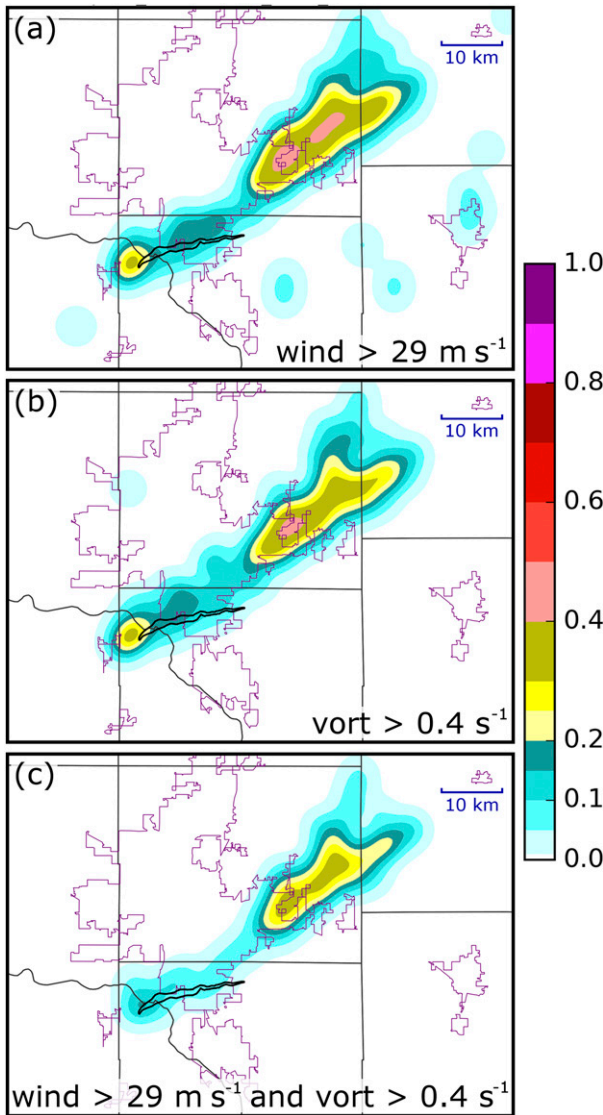 (a)
10 km
wind > 29 m s⁻¹
(b)
10 km
vort > 0.4 s⁻¹
(c)
10 km
wind > 29 m s⁻¹ and vort > 0.4 s⁻¹
1.0
0.8
0.6
0.4
0.2
0.1
0.0